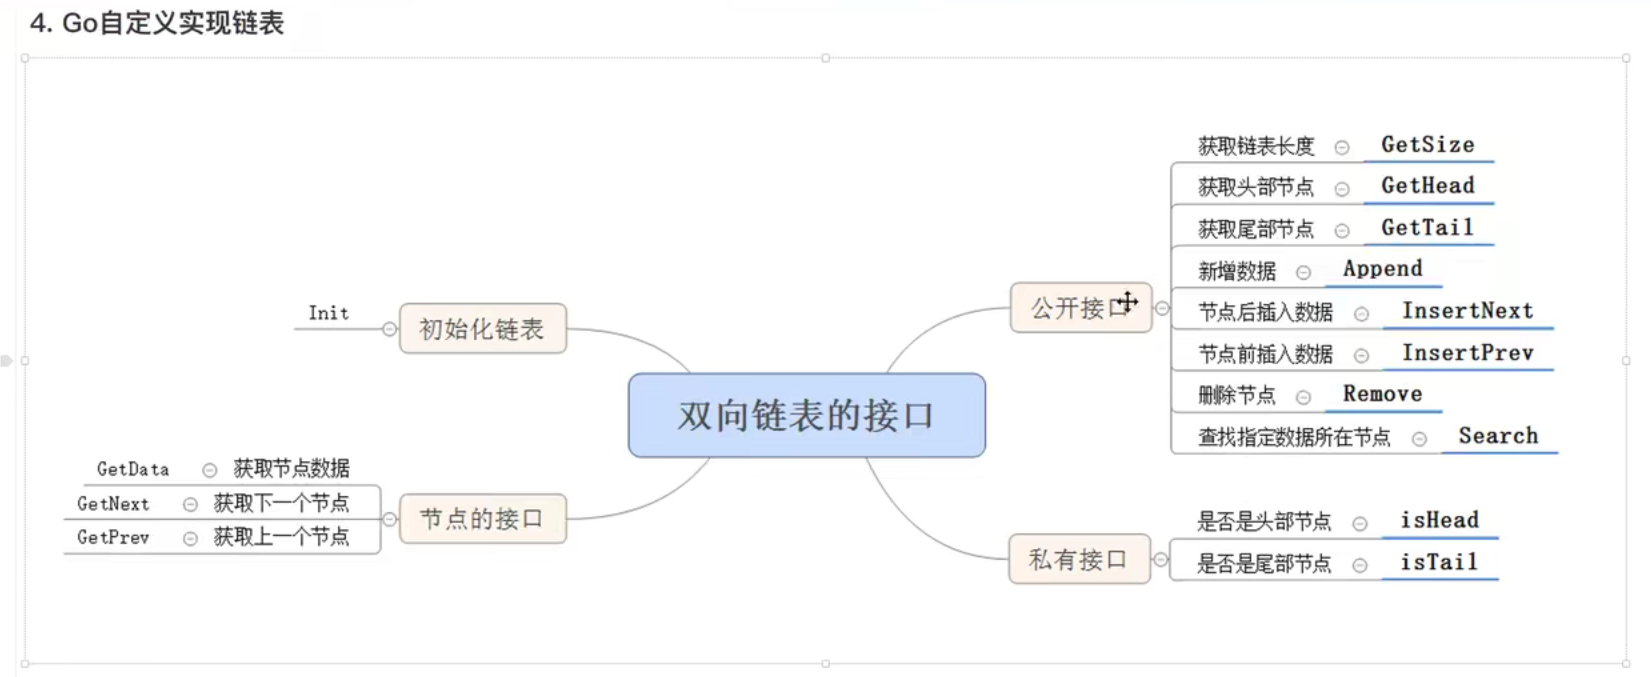 4. Go自定义实现链表
双向链表的接口
初始化链表
Init
节点的接口
获取节点数据 GetData
获取下一个节点 GetNext
获取上一个节点 GetPrev
公开接口
获取链表长度 GetSize
获取头部节点 GetHead
获取尾部节点 GetTail
新增数据 Append
节点后插入数据 InsertNext
节点前插入数据 InsertPrev
删除节点 Remove
查找指定数据所在节点 Search
私有接口
是否是头部节点 isHead
是否是尾部节点 isTail